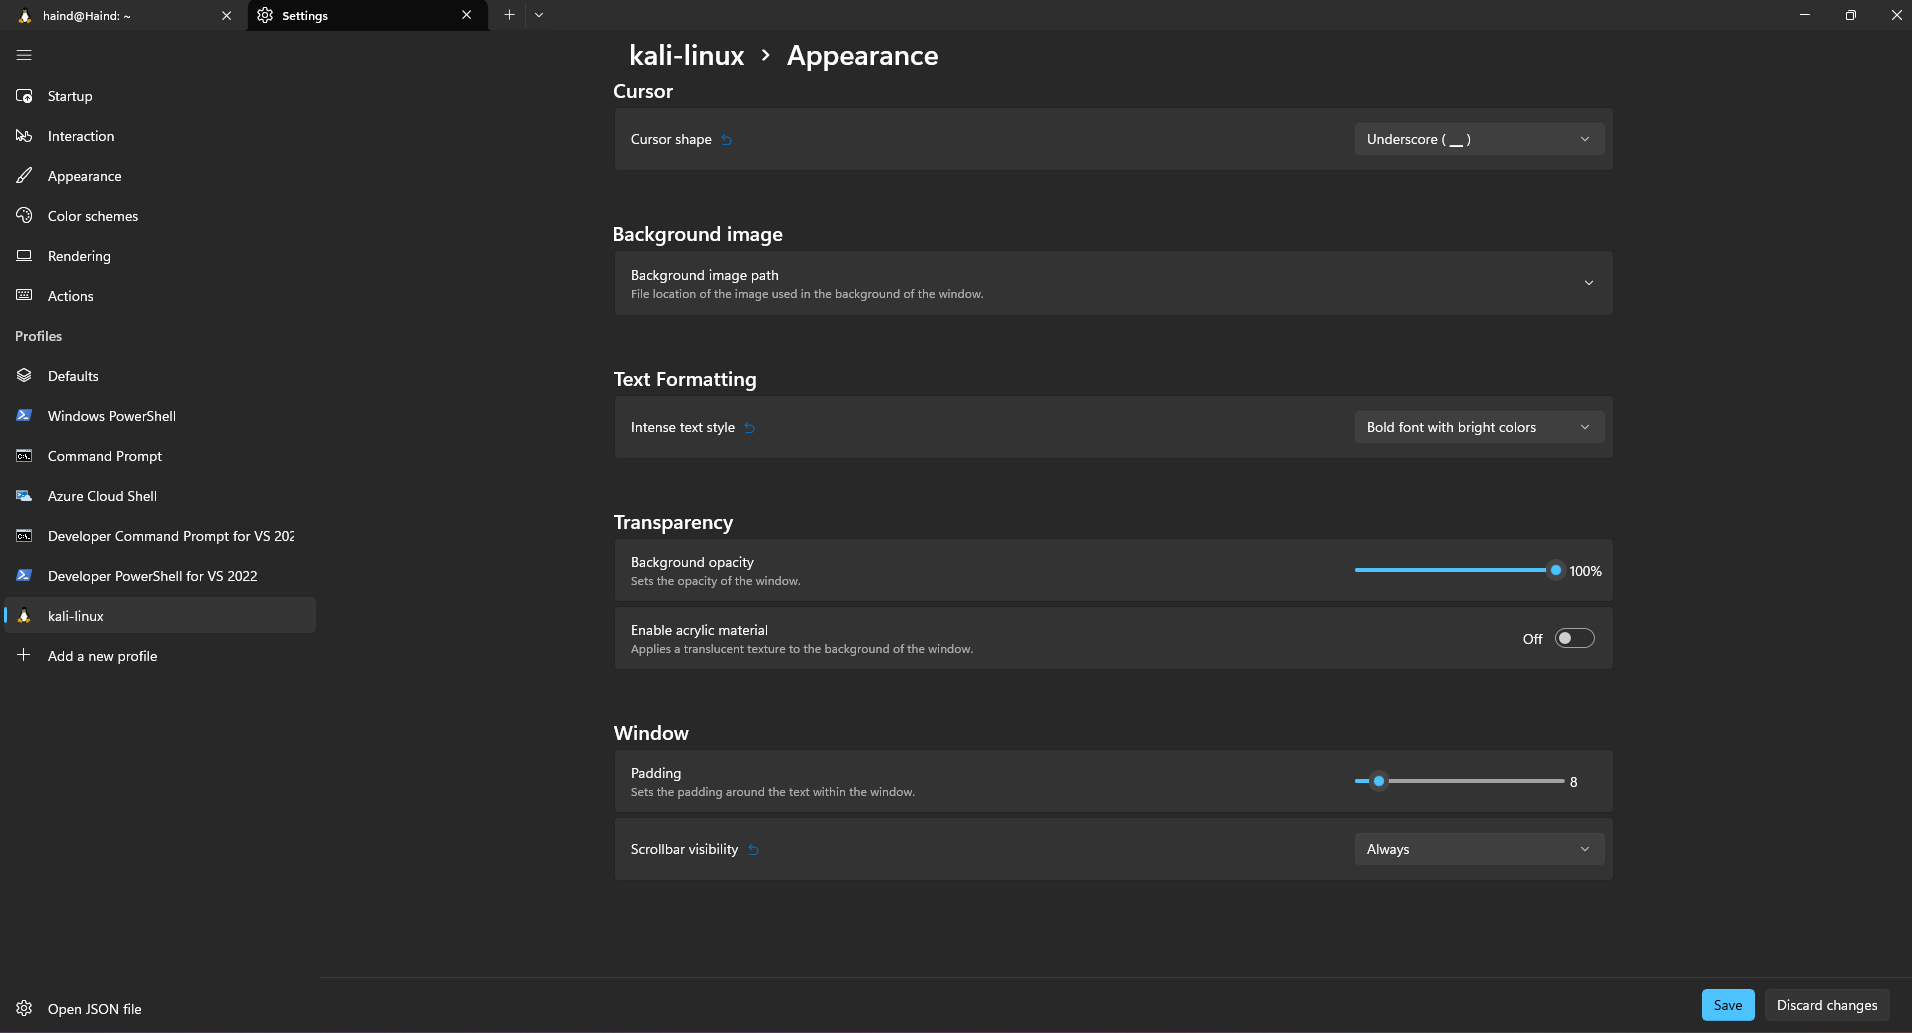 haind@Haind: ~
Settings
Startup
Interaction
Appearance
Color schemes
Rendering
Actions
Profiles
Defaults
Windows PowerShell
Command Prompt
Azure Cloud Shell
Developer Command Prompt for VS 202
Developer PowerShell for VS 2022
kali-linux
Add a new profile
Open JSON file
kali-linux > Appearance
Cursor
Cursor shape
Underscore ( __ )
Background image
Background image path
File location of the image used in the background of the window.
Text Formatting
Intense text style
Bold font with bright colors
Transparency
Background opacity
Sets the opacity of the window.
100%
Enable acrylic material
Applies a translucent texture to the background of the window.
Off
Window
Padding
Sets the padding around the text within the window.
8
Scrollbar visibility
Always
Save
Discard changes